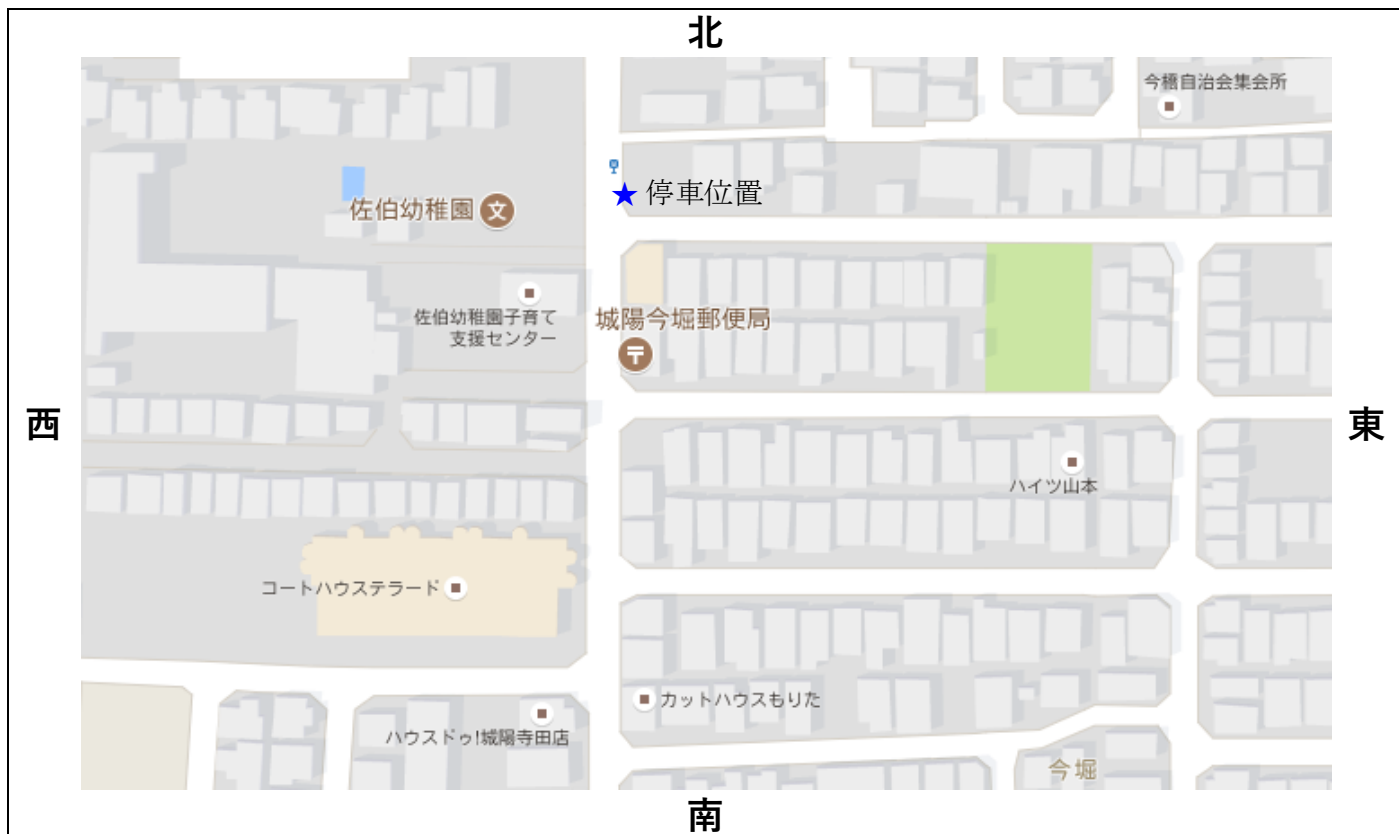 北
今橋自治会集会所
★ 停車位置
佐伯幼稚園 文
佐伯幼稚園子育て
支援センター
城陽今堀郵便局
〒
西
東
ハイツ山本
コートハウステラード
カットハウスもりた
ハウスドゥ!城陽寺田店
今堀
南